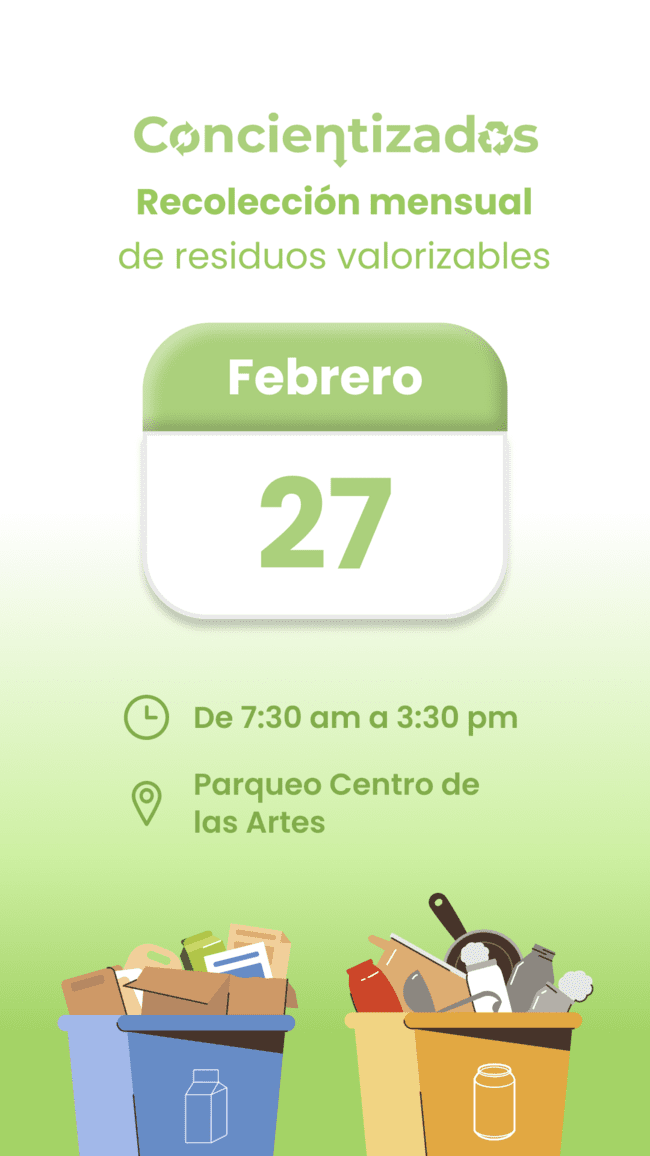 Concientizados
Recolección mensual
de residuos valorizables
Febrero
27
De 7:30 am a 3:30 pm
Parqueo Centro de
las Artes